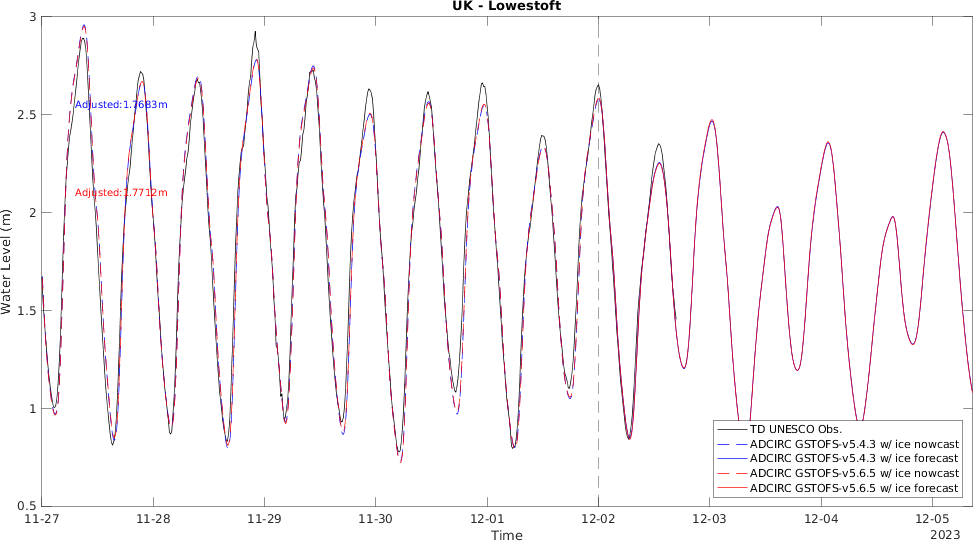 UK - Lowestoft
3
2.5
2
1.5
1
0.5
Water Level (m)
Adjusted:1.7683m
Adjusted:1.7712m
TD UNESCO Obs.
ADCIRC GSTOFS-v5.4.3 w/ ice nowcast
ADCIRC GSTOFS-v5.4.3 w/ ice forecast
ADCIRC GSTOFS-v5.6.5 w/ ice nowcast
ADCIRC GSTOFS-v5.6.5 w/ ice forecast
11-27 11-28 11-29 11-30 12-01 12-02 12-03 12-04 12-05
Time
2023